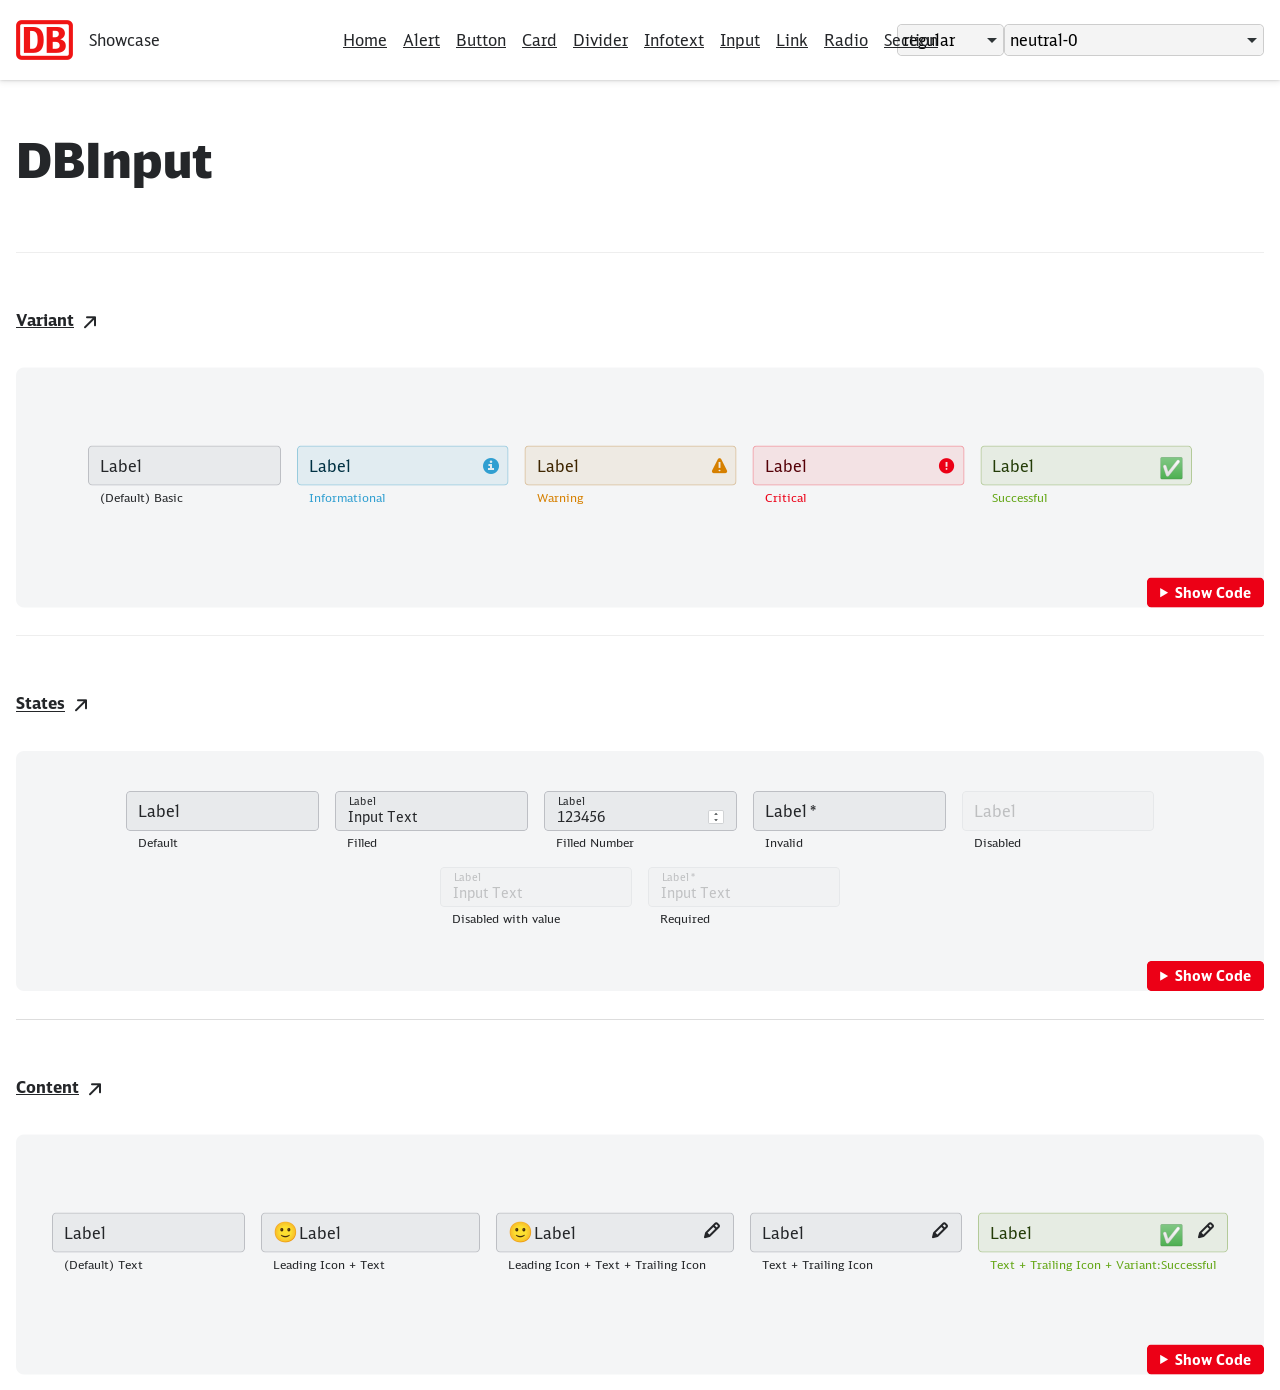 DB Showcase Home Alert Button Card Divider Infotext Input Link Radio Section regular neutral-0
DBInput
Variant
Label Label Label Label Label
(Default) Basic Informational Warning Critical Successful
Show Code
States
Label Label Input Text Label 123456 Label * Label
Default Filled Filled Number Invalid Disabled
Label Label *
Input Text Input Text
Disabled with value Required
Show Code
Content
Label Label Label Label Label
(Default) Text Leading Icon + Text Leading Icon + Text + Trailing Icon Text + Trailing Icon Text + Trailing Icon + Variant:Successful
Show Code